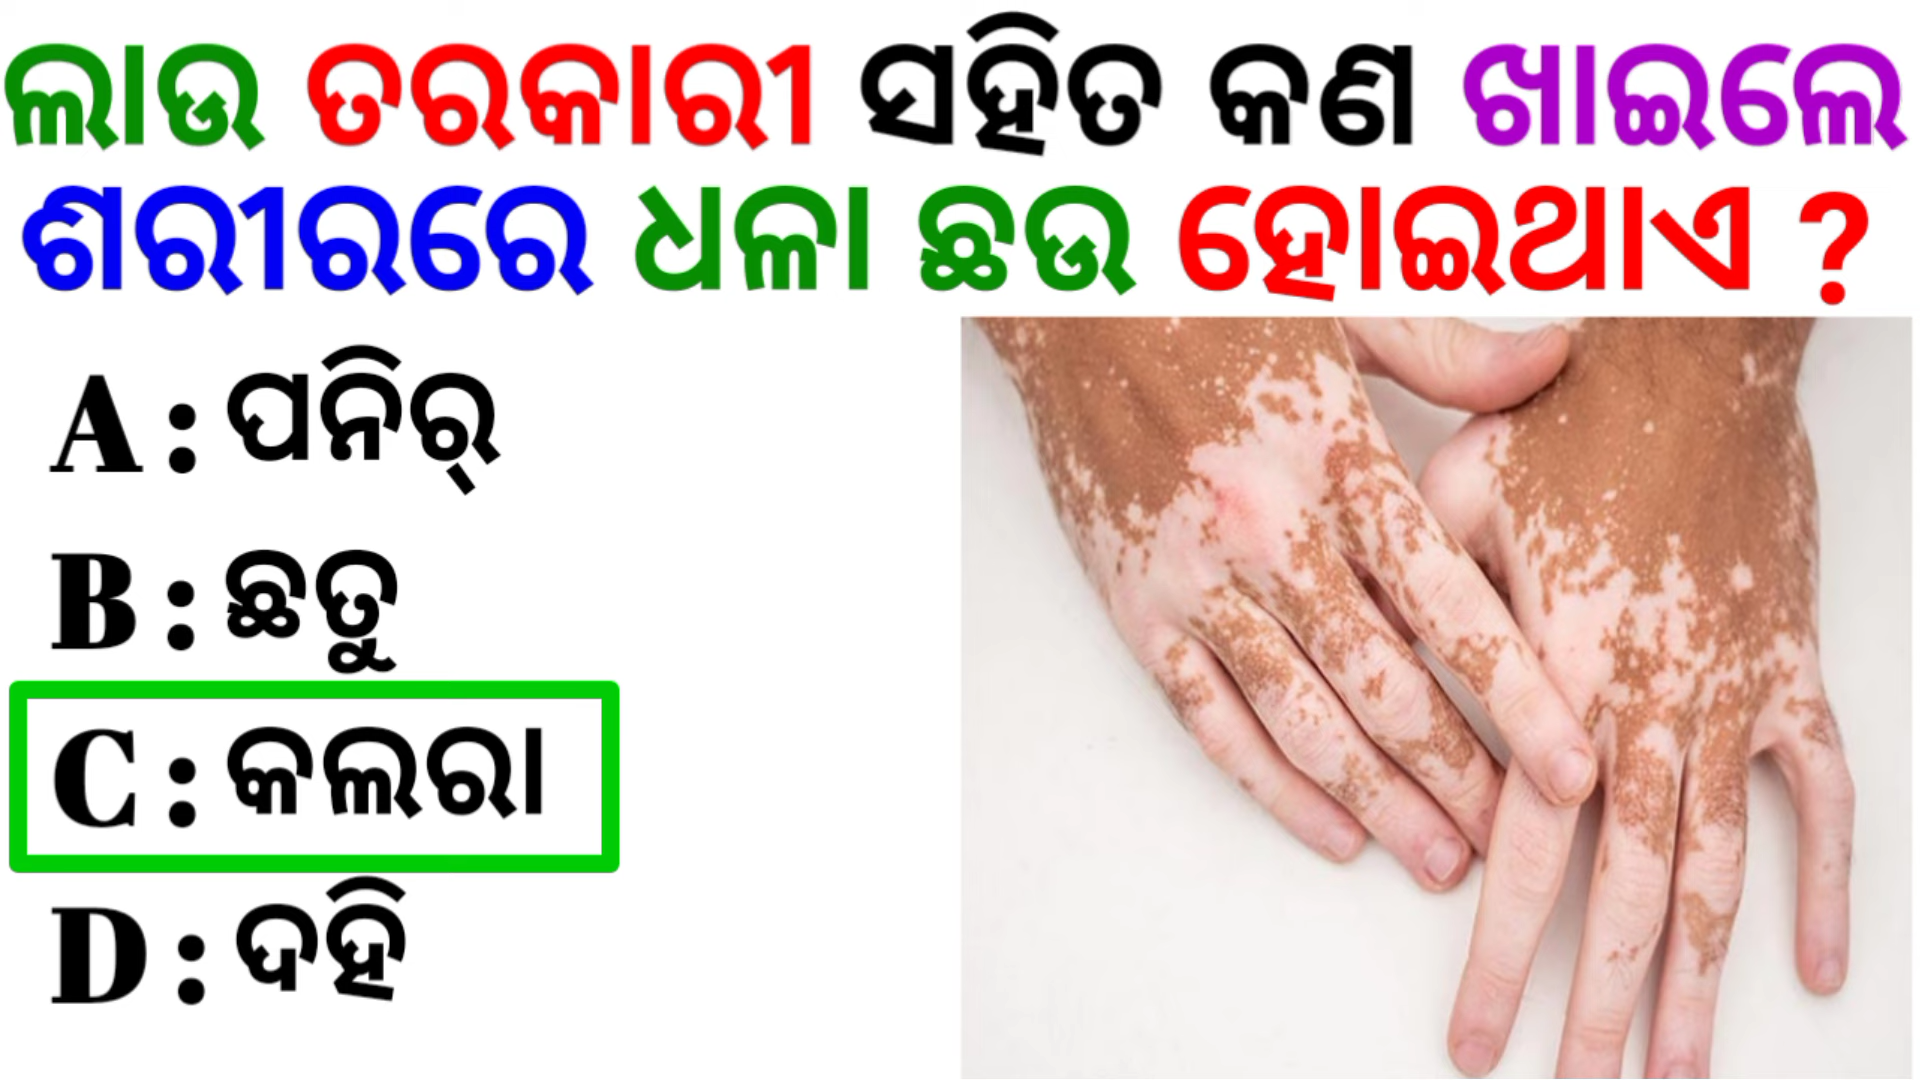 ଲାଉ ତରକାରୀ ସହିତ କଣ ଖାଇଲେ
ଶରୀରରେ ଧଳା ଛଉ ହୋଇଥାଏ ?
A : ପନିର୍
B : ଛତୁ
C : କଲରା
D : ଦହି